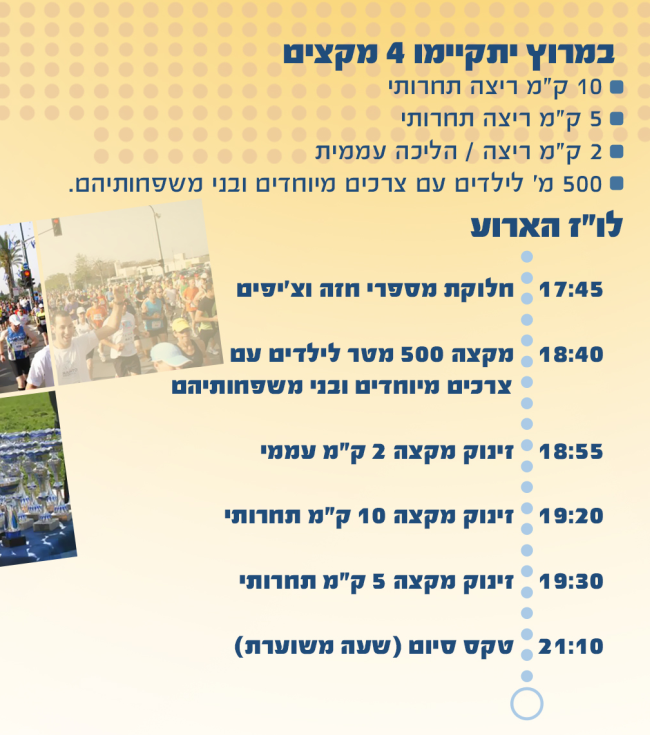 במרוץ יתקיימו 4 מקצים
10 ק"מ ריצה תחרותי
5 ק"מ ריצה תחרותי
2 ק"מ ריצה / הליכה עממית
500 מ' לילדים עם צרכים מיוחדים ובני משפחותיהם.
לו"ז הארוע
17:45 חלוקת מספרי חזה וצ'יפים
18:40 מקצה 500 מטר לילדים עם
צרכים מיוחדים ובני משפחותיהם
18:55 זינוק מקצה 2 ק"מ עממי
19:20 זינוק מקצה 10 ק"מ תחרותי
19:30 זינוק מקצה 5 ק"מ תחרותי
21:10 טקס סיום (שעה משוערת)